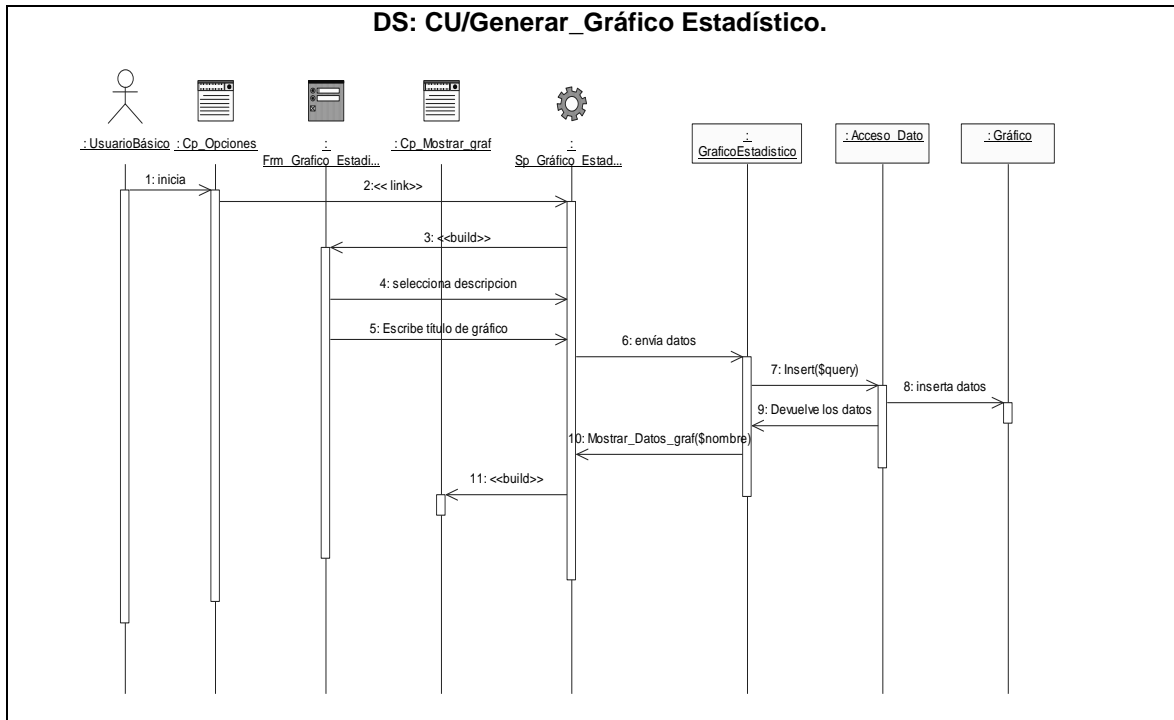 DS: CU/Generar_Gráfico Estadístico.
: UsuarioBásico
: Cp_Opciones
:
Frm_Grafico_Estadi...
: Cp_Mostrar_graf
:
Sp_Gráfico_Estad...
:
GraficoEstadistico
: Acceso_Dato
: Gráfico
1: inicia
2:<< link>>
3: <<build>>
4: selecciona descripcion
5: Escribe título de gráfico
6: envía datos
7: Insert($query)
8: inserta datos
9: Devuelve los datos
10: Mostrar_Datos_graf($nombre)
11: <<build>>